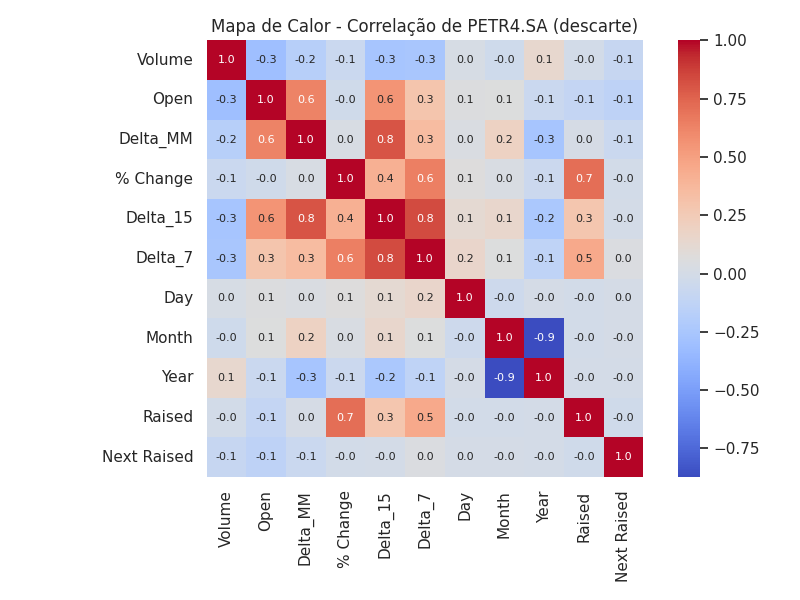 Mapa de Calor - Correlação de PETR4.SA (descarte)
Volume 1.0 -0.3 -0.2 -0.1 -0.3 -0.3 0.0 -0.0 0.1 -0.0 -0.1
Open -0.3 1.0 0.6 -0.0 0.6 0.3 0.1 0.1 -0.1 -0.1 -0.1
Delta_MM -0.2 0.6 1.0 0.0 0.8 0.3 0.0 0.2 -0.3 0.0 -0.1
% Change -0.1 -0.0 0.0 1.0 0.4 0.6 0.1 0.0 -0.1 0.7 -0.0
Delta_15 -0.3 0.6 0.8 0.4 1.0 0.8 0.1 0.1 -0.2 0.3 -0.0
Delta_7 -0.3 0.3 0.3 0.6 0.8 1.0 0.2 0.1 -0.1 0.5 0.0
Day 0.0 0.1 0.0 0.1 0.1 0.2 1.0 -0.0 -0.0 -0.0 0.0
Month -0.0 0.1 0.2 0.0 0.1 0.1 -0.0 1.0 -0.9 -0.0 -0.0
Year 0.1 -0.1 -0.3 -0.1 -0.2 -0.1 -0.0 -0.9 1.0 -0.0 -0.0
Raised -0.0 -0.1 0.0 0.7 0.3 0.5 -0.0 -0.0 -0.0 1.0 -0.0
Next Raised -0.1 -0.1 -0.1 -0.0 -0.0 0.0 0.0 -0.0 -0.0 -0.0 1.0
Volume
Open
Delta_MM
% Change
Delta_15
Delta_7
Day
Month
Year
Raised
Next Raised
1.00
0.75
0.50
0.25
0.00
−0.25
−0.50
−0.75